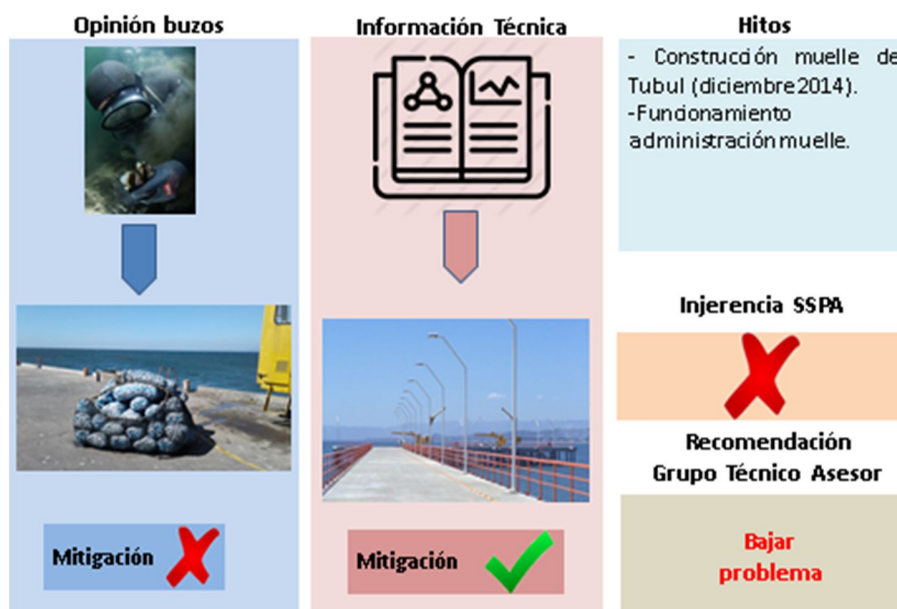 Opinión buzos
Mitigación
Información Técnica
Mitigación
Hitos
- Construcción muelle de
Tubul (diciembre 2014).
-Funcionamiento
administración muelle.
Injerencia SSPA
Recomendación
Grupo Técnico Asesor
Bajar
problema